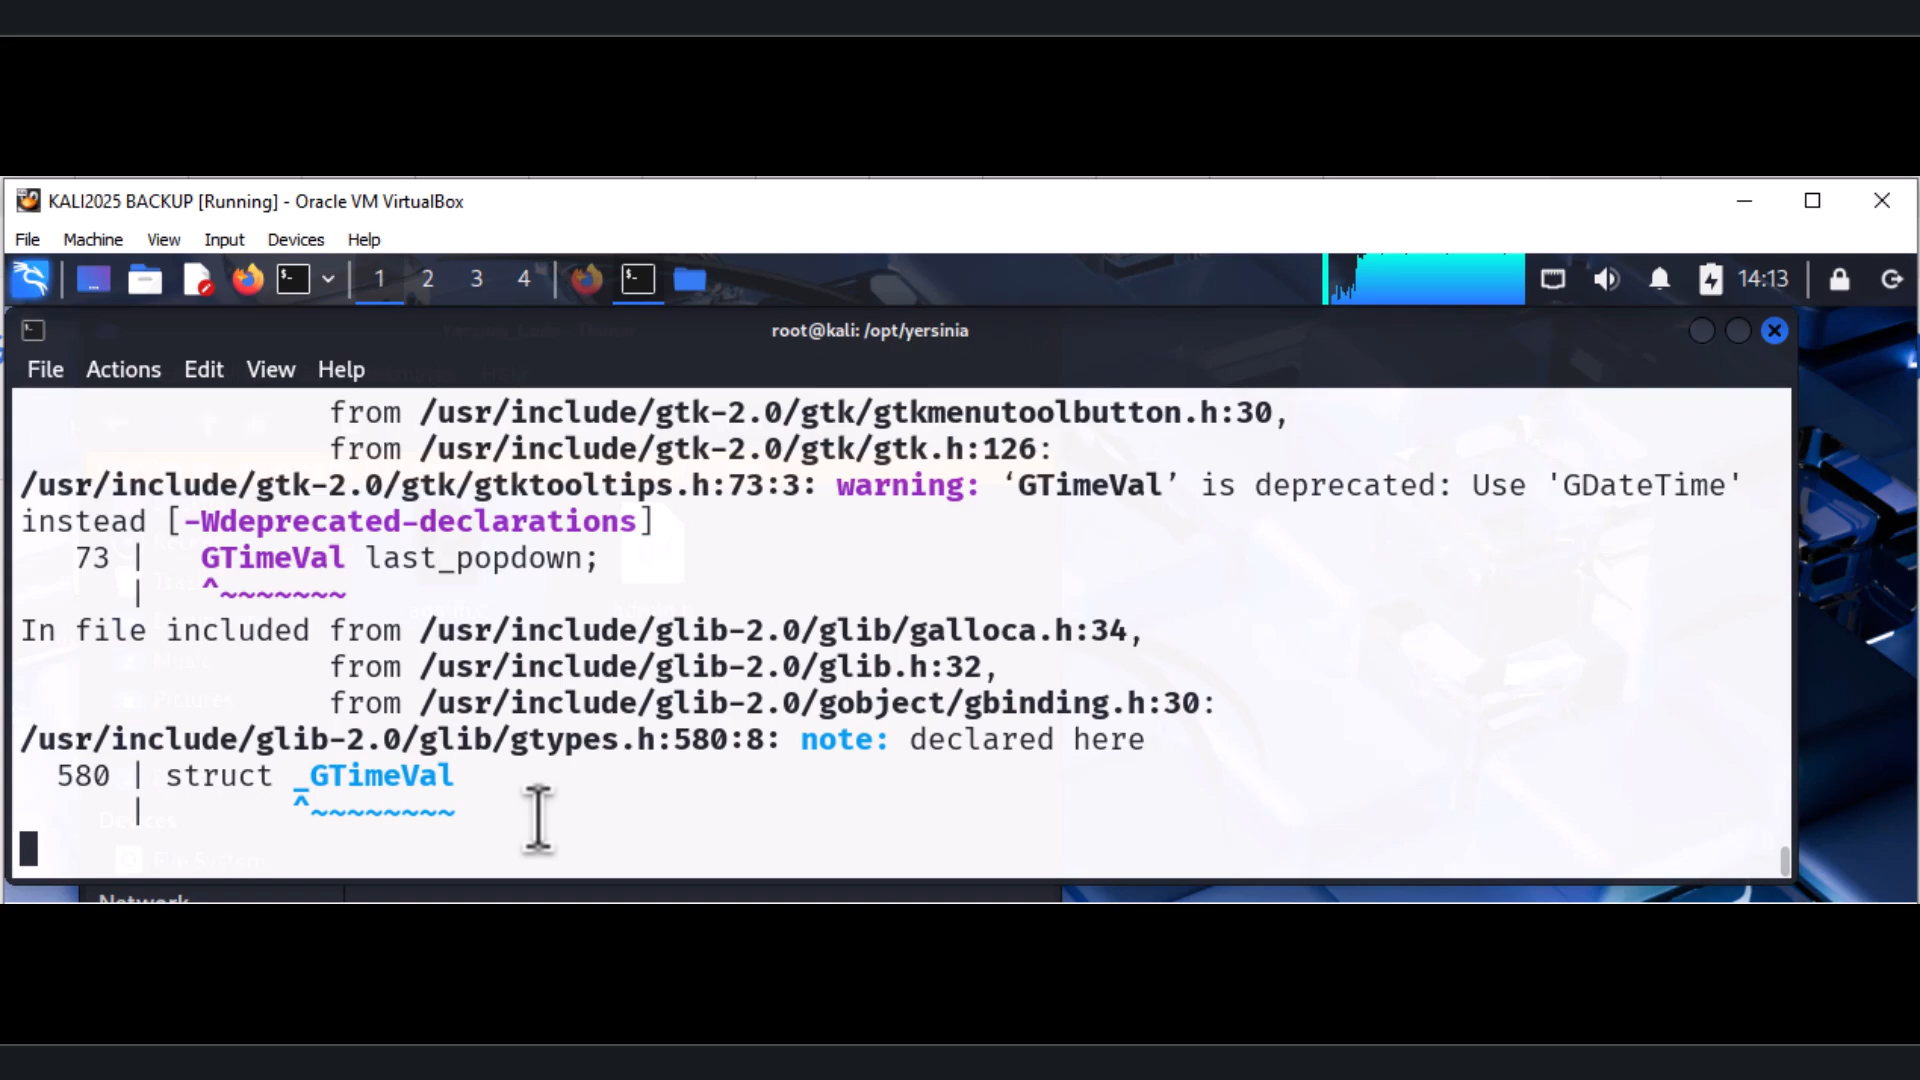 KALI2025 BACKUP [Running] - Oracle VM VirtualBox
File Machine View Input Devices Help
1 2 3 4 14:13
root@kali: /opt/yersinia
File Actions Edit View Help
from /usr/include/gtk-2.0/gtk/gtkmenutoolbutton.h:30,
from /usr/include/gtk-2.0/gtk/gtk.h:126:
/usr/include/gtk-2.0/gtk/gtktooltips.h:73:3: warning: ‘GTimeVal’ is deprecated: Use 'GDateTime'
instead [-Wdeprecated-declarations]
73 | GTimeVal last_popdown;
| ^~~~~~~~
In file included from /usr/include/glib-2.0/glib/galloca.h:34,
from /usr/include/glib-2.0/glib.h:32,
from /usr/include/glib-2.0/gobject/gbinding.h:30:
/usr/include/glib-2.0/glib/gtypes.h:580:8: note: declared here
580 | struct _GTimeVal
| ^~~~~~~~~
Pictures
Devices
File System
Network